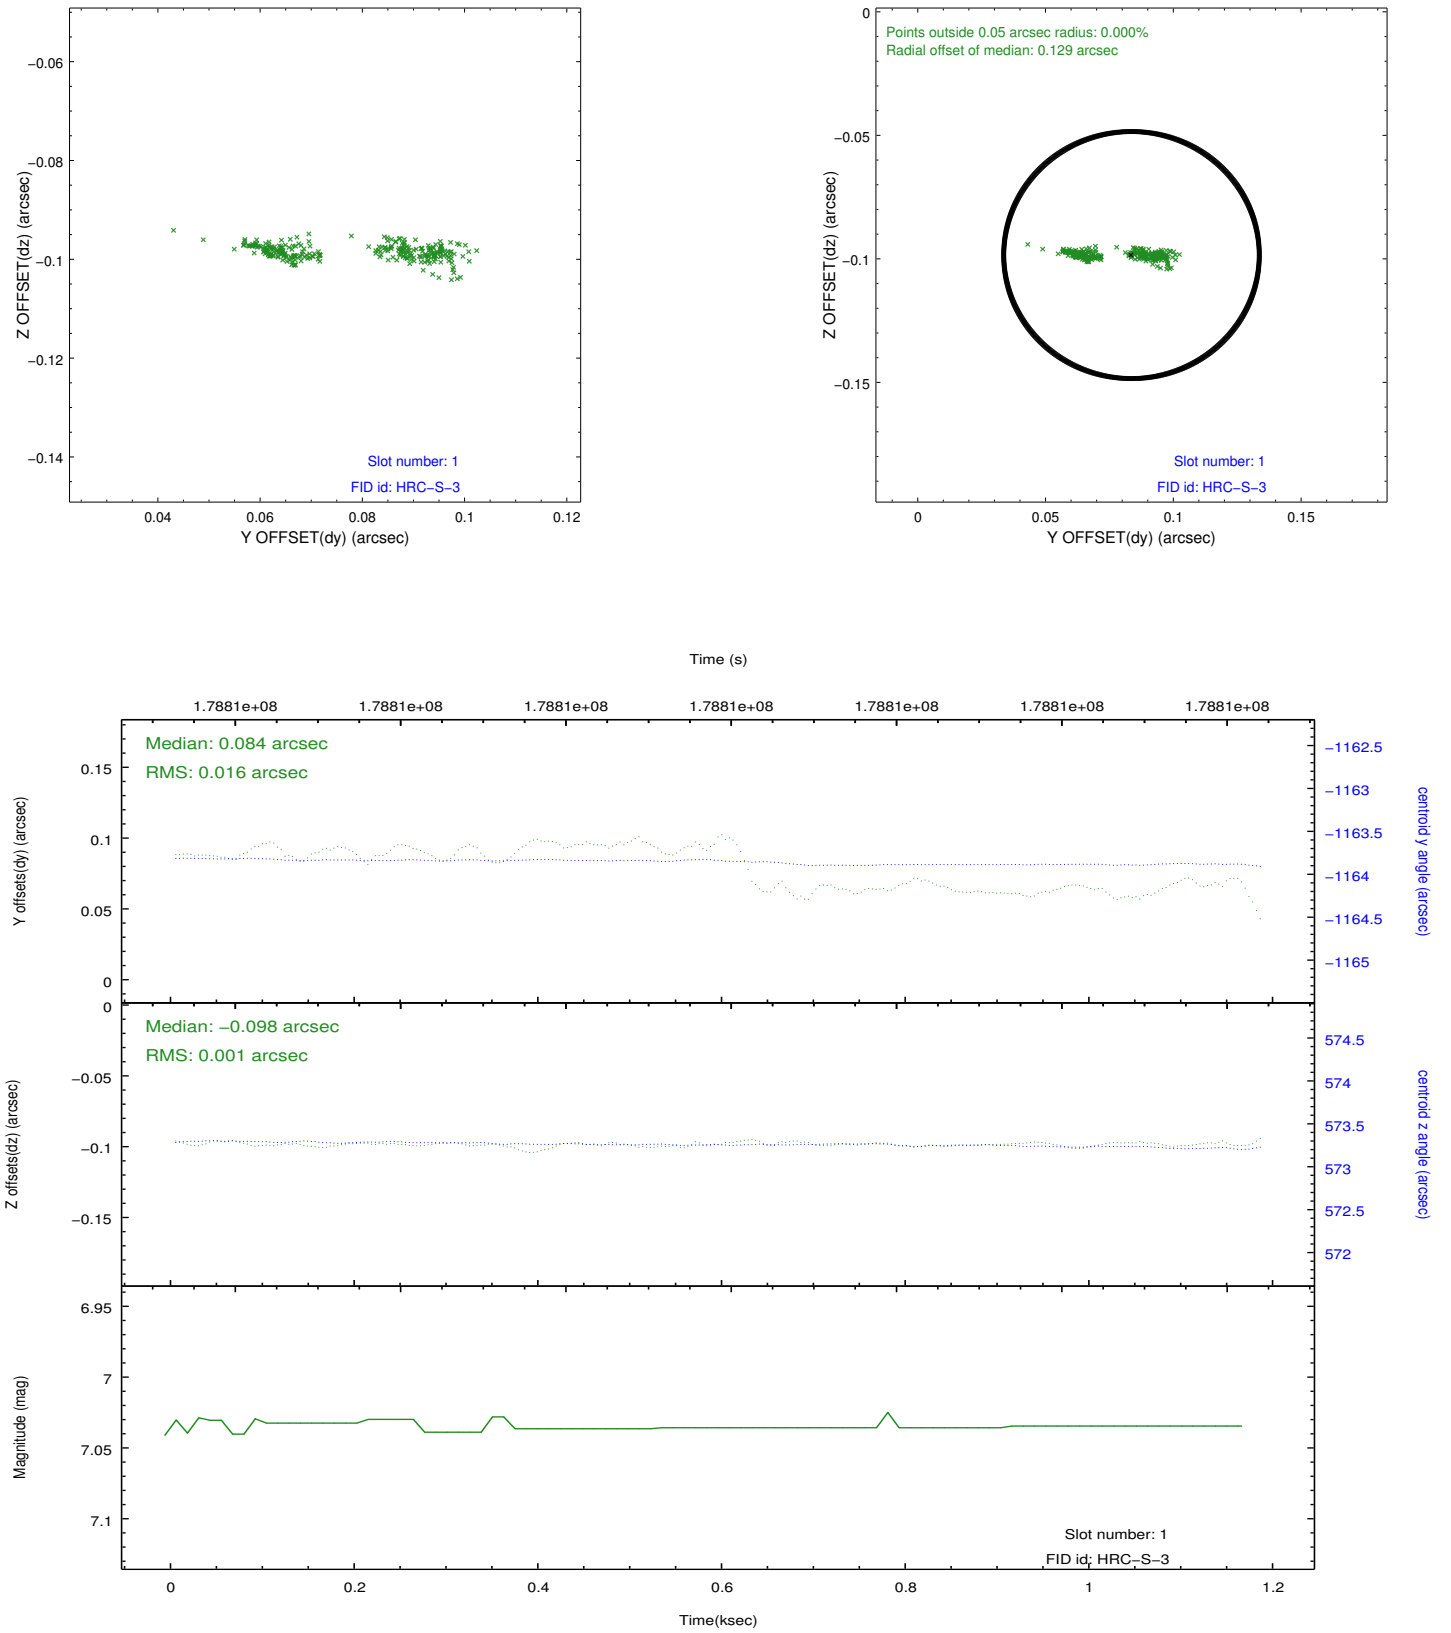 −0.06
−0.08
−0.1
−0.12
−0.14
Z OFFSET(dz) (arcsec)
Slot number: 1
FID id: HRC−S−3
0.04
0.06
0.08
0.1
0.12
Y OFFSET(dy) (arcsec)
Points outside 0.05 arcsec radius: 0.000%
Radial offset of median: 0.129 arcsec
0
−0.05
−0.1
−0.15
Z OFFSET(dz) (arcsec)
Slot number: 1
FID id: HRC−S−3
0
0.05
0.1
0.15
Y OFFSET(dy) (arcsec)
Time (s)
1.7881e+08
1.7881e+08
1.7881e+08
1.7881e+08
1.7881e+08
1.7881e+08
1.7881e+08
Median: 0.084 arcsec
RMS: 0.016 arcsec
0.15
0.1
0.05
0
Y offsets(dy) (arcsec)
−1162.5
−1163
−1163.5
−1164
−1164.5
−1165
centroid y angle (arcsec)
Median: −0.098 arcsec
RMS: 0.001 arcsec
0
−0.05
−0.1
−0.15
Z offsets(dz) (arcsec)
574.5
574
573.5
573
572.5
572
centroid z angle (arcsec)
6.95
7
7.05
7.1
Magnitude (mag)
Slot number: 1
FID id: HRC−S−3
0
0.2
0.4
0.6
0.8
1
1.2
Time(ksec)